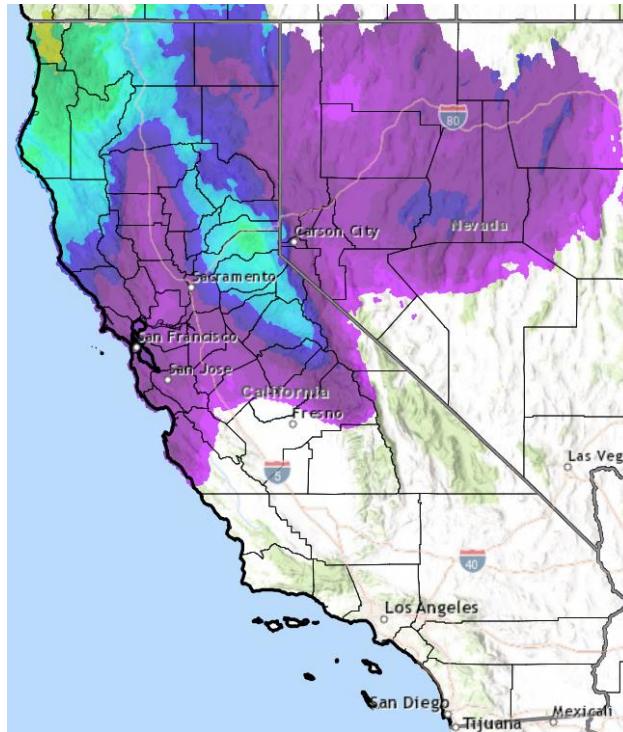 80
Nevada
Carson City
Sacramento
San Francisco
San Jose
California
Fresno
Las Veg
5
40
Los Angeles
San Diego
Mexicali
Tijuana